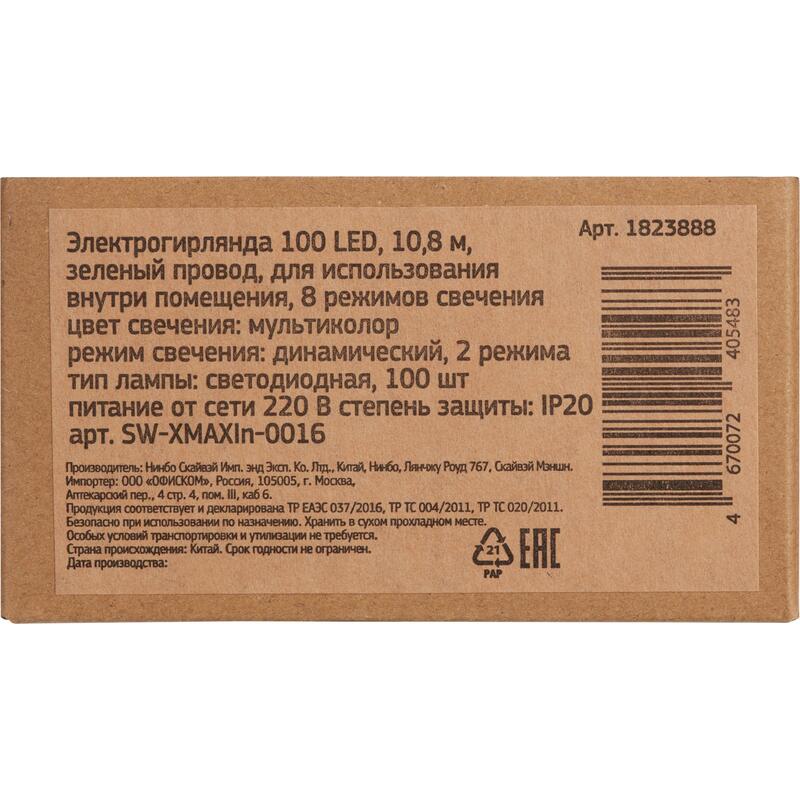 Электрогирлянда 100 LED, 10,8 м,
зеленый провод, для использования
внутри помещения, 8 режимов свечения
цвет свечения: мультиколор
режим свечения: динамический, 2 режима
тип лампы: светодиодная, 100 шт
питание от сети 220 В степень защиты: IP20
арт. SW-XMAXIn-0016
Арт. 1823888
4 670072 405483
Производитель: Нинбо Скайвэй Имп. энд Эксп. Ко. Лтд., Китай, Нинбо, Лянчжу Роуд 767, Скайвэй Мэншн.
Импортер: ООО «ОФИСКОМ», Россия, 105005, г. Москва,
Аптекарский пер., 4 стр. 4, пом. III, каб 6.
Продукция соответствует и декларирована ТР ЕАЭС 037/2016, ТР ТС 004/2011, ТР ТС 020/2011.
Безопасно при использовании по назначению. Хранить в сухом прохладном месте.
Особых условий транспортировки и утилизации не требуется.
Страна происхождения: Китай. Срок годности не ограничен.
Дата производства:
21
PAP
EAC